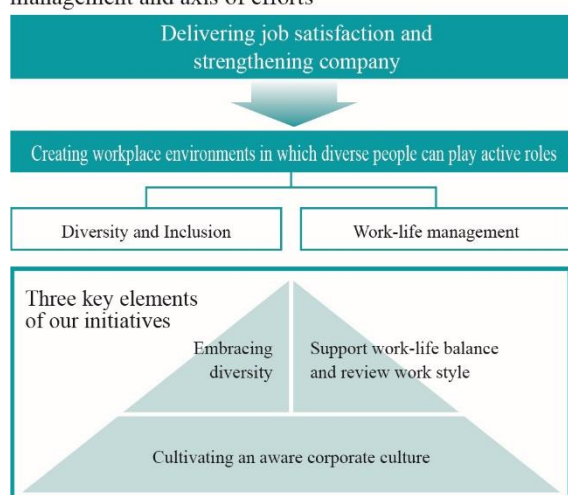 management and axis of efforts
Delivering job satisfaction and
strengthening company
Creating workplace environments in which diverse people can play active roles
Diversity and Inclusion
Work-life management
Three key elements
of our initiatives
Embracing
diversity
Support work-life balance
and review work style
Cultivating an aware corporate culture